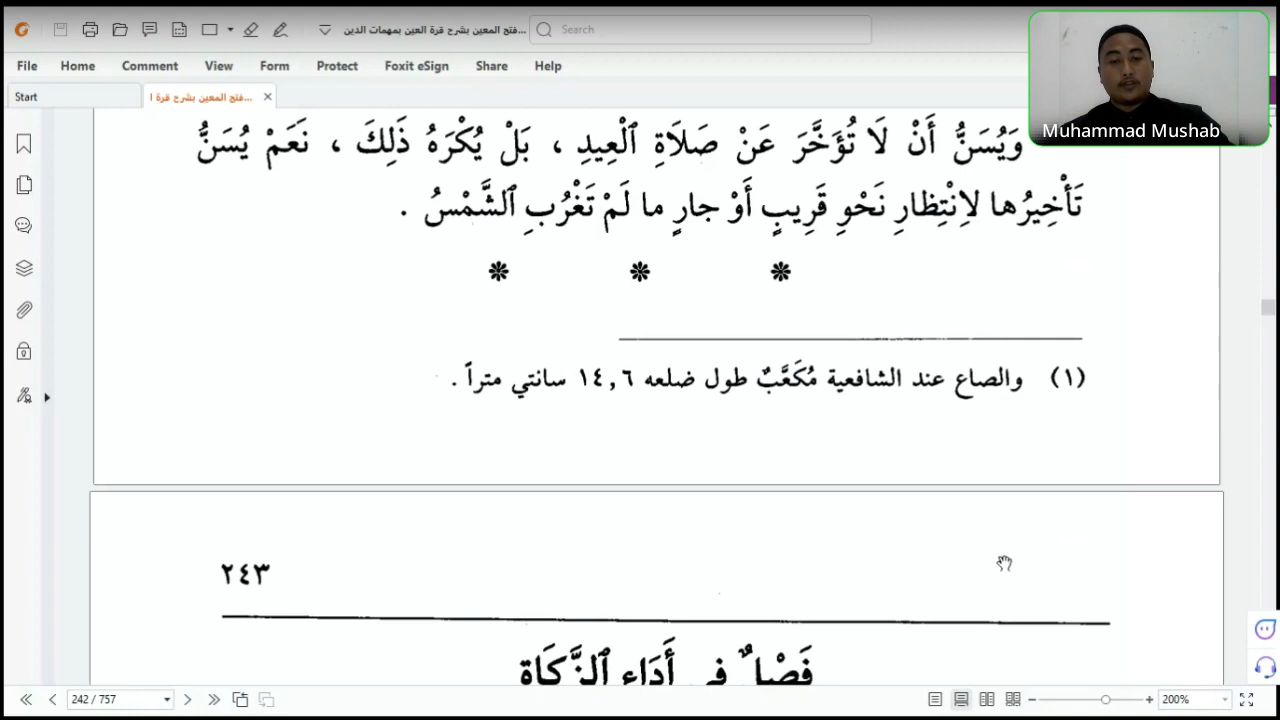 فتح المعين بشرح قرة العين بمهمات الدين...
Search
File Home Comment View Form Protect Foxit eSign Share Help
Start
فتح المعين بشرح قرة ا...
Muhammad Mushab
وَيُسَنُّ أَنْ لَا تُؤَخَّرَ عَنْ صَلَاةِ ٱلْعِيدِ ، بَلْ يُكْرَهُ ذَلِكَ ، نَعَمْ يُسَنُّ
تَأْخِيرُها لاِنْتِظارِ نَحْوِ قَرِيبٍ أَوْ جارٍ ما لَمْ تَغْرُبِ ٱلشَّمْسُ .
(١) والصاع عند الشافعية مُكَعَّبٌ طول ضلعه ١٤,٦ سانتي متراً .
٢٤٣
فَصْلٌ فِي أَدَاءِ ٱلزَّكَاةِ
242 / 757
200%